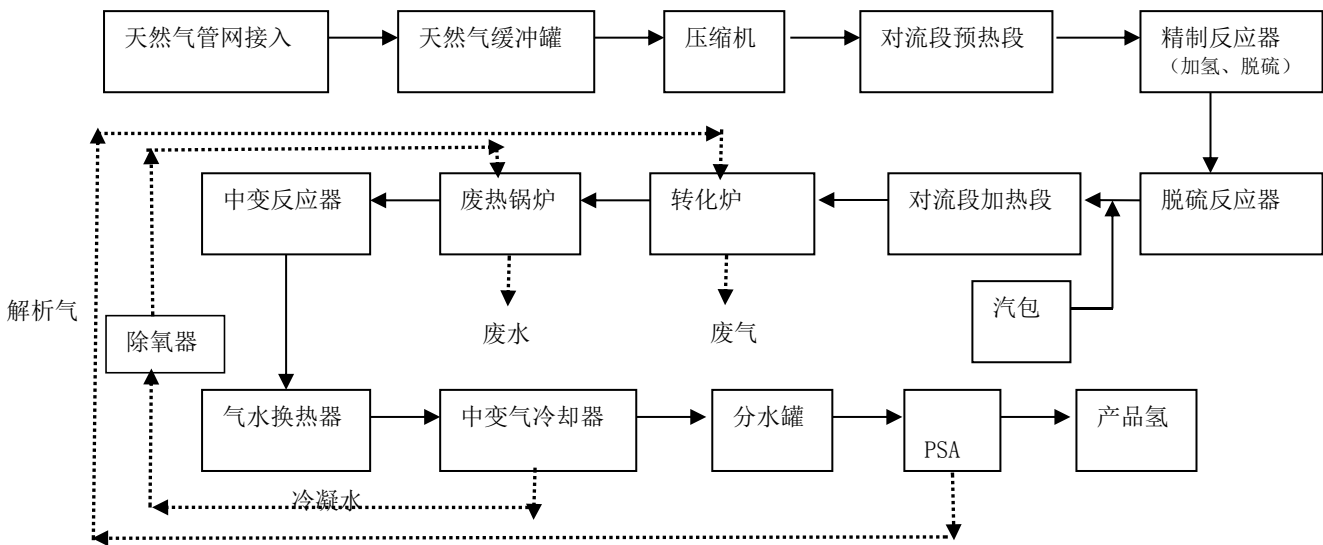 天然气管网接入
天然气缓冲罐
压缩机
对流段预热段
精制反应器
（加氢、脱硫）
中变反应器
废热锅炉
转化炉
对流段加热段
脱硫反应器
解析气
除氧器
废水
废气
汽包
气水换热器
中变气冷却器
分水罐
PSA
产品氢
冷凝水